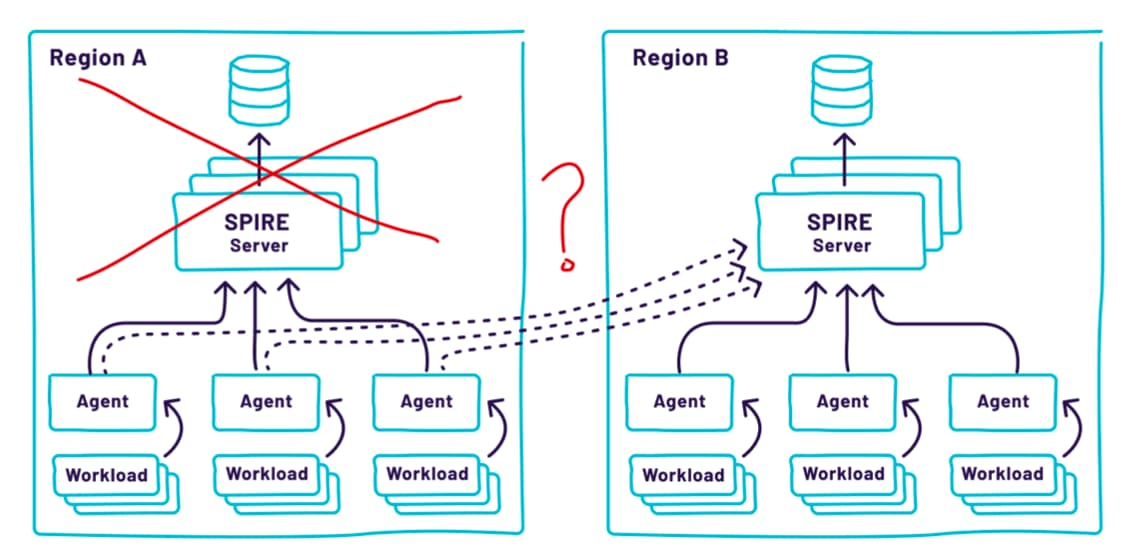 Region A
SPIRE
Server
Agent
Agent
Agent
Workload
Workload
Workload
?
Region B
SPIRE
Server
Agent
Agent
Agent
Workload
Workload
Workload